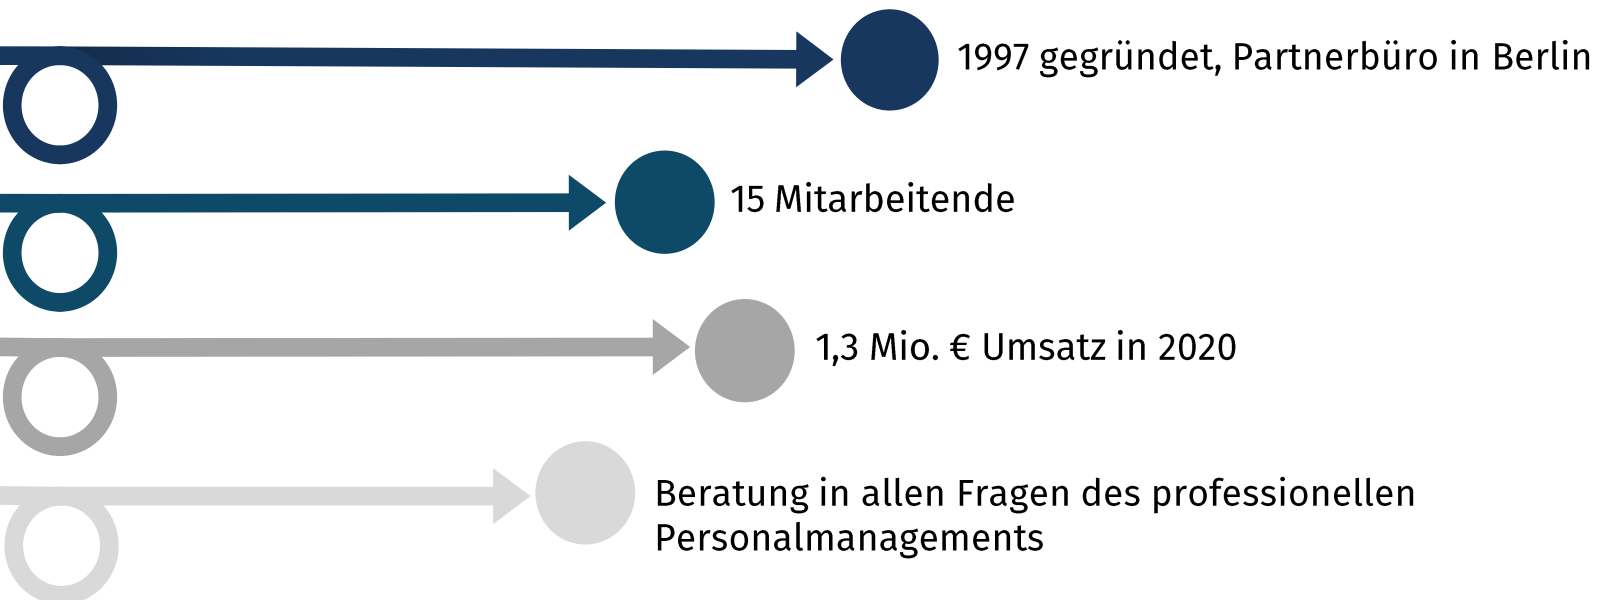 1997 gegründet, Partnerbüro in Berlin
15 Mitarbeitende
1,3 Mio. € Umsatz in 2020
Beratung in allen Fragen des professionellen
Personalmanagements